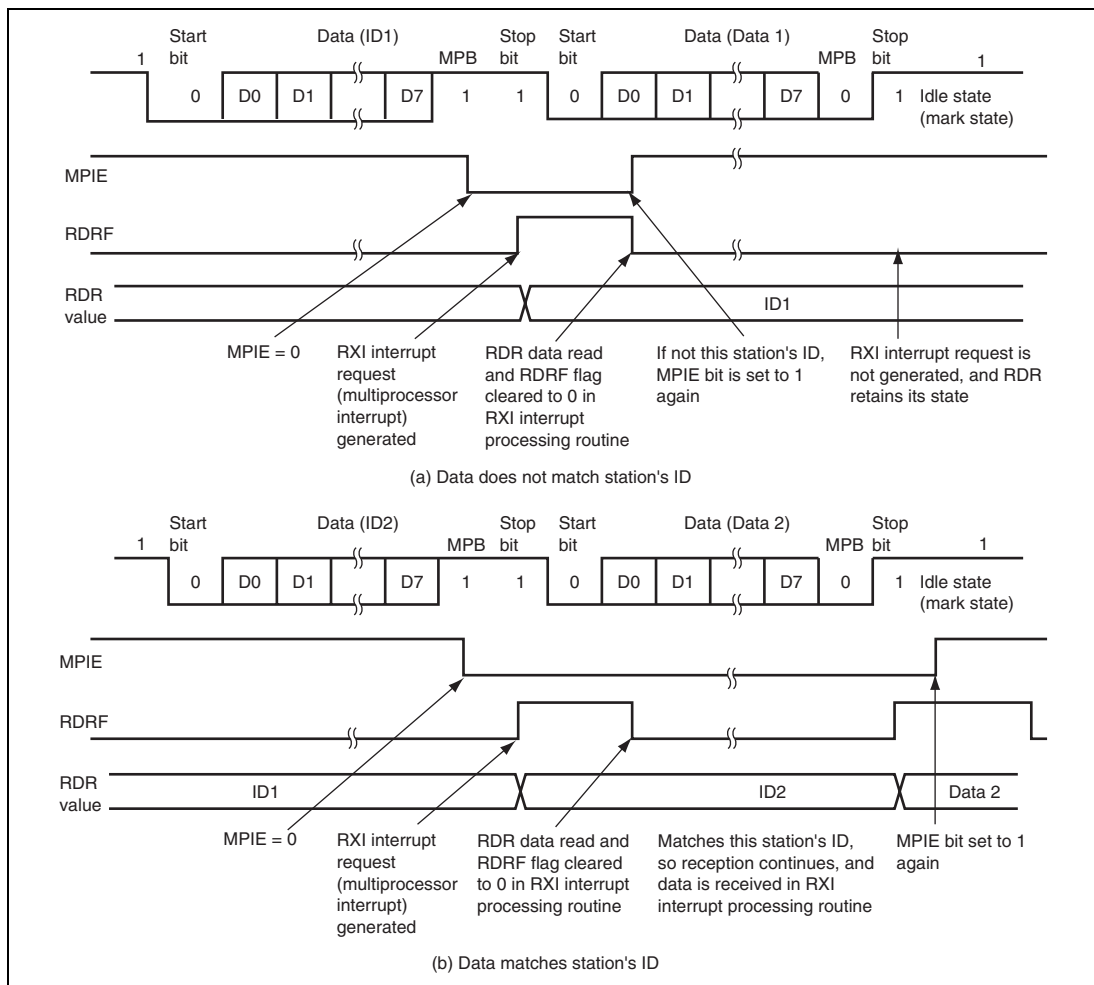 Start bit Data (ID1) MPB Stop bit Start bit Data (Data 1) MPB Stop bit
1 0 D0 D1 D7 1 1 0 D0 D1 D7 0 1 1
Idle state
(mark state)
MPIE
RDRF
RDR
value
ID1
MPIE = 0
RXI interrupt
request
(multiprocessor
interrupt)
generated
RDR data read
and RDRF flag
cleared to 0 in
RXI interrupt
processing routine
If not this station's ID,
MPIE bit is set to 1
again
RXI interrupt request is
not generated, and RDR
retains its state
(a) Data does not match station's ID
Start bit Data (ID2) MPB Stop bit Start bit Data (Data 2) MPB Stop bit
1 0 D0 D1 D7 1 1 0 D0 D1 D7 0 1 1
Idle state
(mark state)
MPIE
RDRF
RDR
value
ID1 ID2 Data 2
MPIE = 0
RXI interrupt
request
(multiprocessor
interrupt)
generated
RDR data read and
RDRF flag cleared
to 0 in RXI interrupt
processing routine
Matches this station's ID,
so reception continues, and
data is received in RXI
interrupt processing routine
MPIE bit set to 1
again
(b) Data matches station's ID